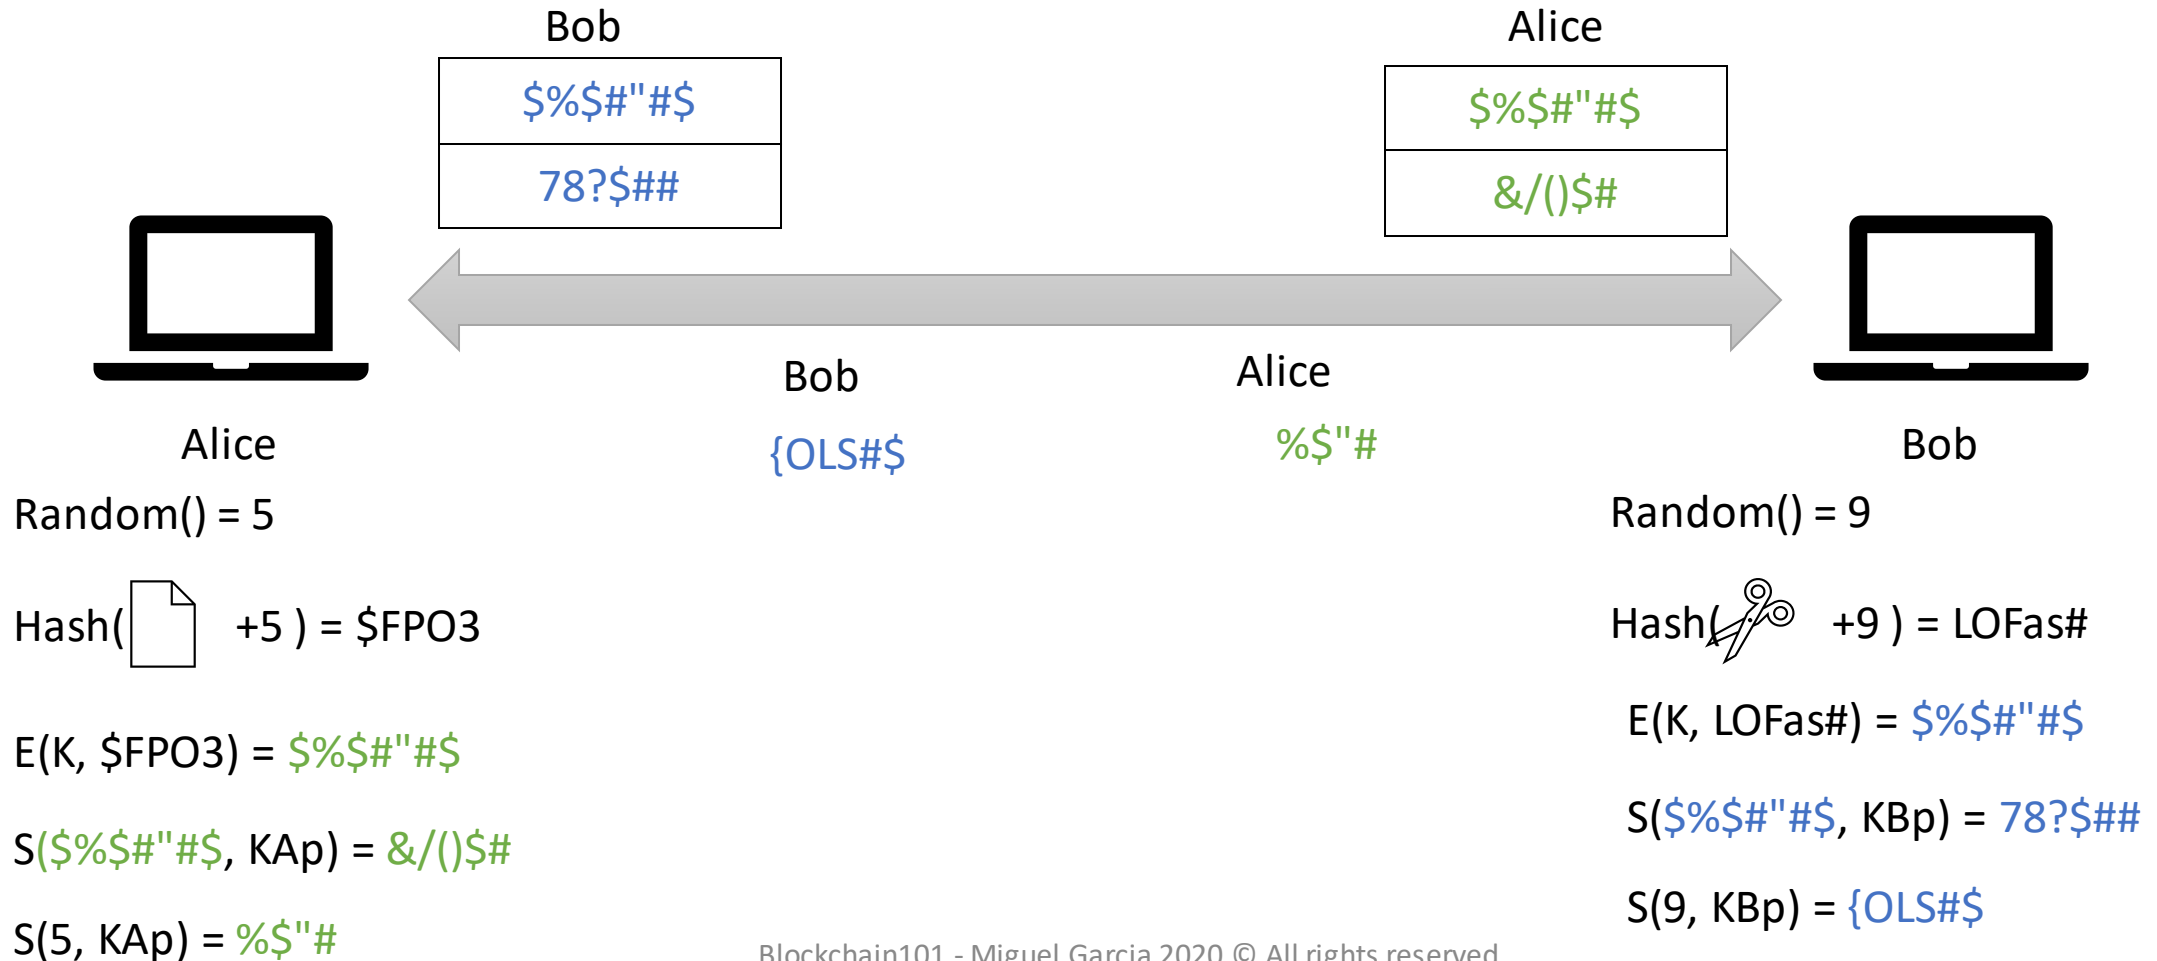 Bob
$%$#"#$
78?$##
Alice
$%$#"#$
&/()$#
Bob
{OLS#$
Alice
%$"#
Alice
Random() = 5
Hash( +5 ) = $FPO3
E(K, $FPO3) = $%$#"#$
S($%$#"#$, KAp) = &/()$#
S(5, KAp) = %$"#
Bob
Random() = 9
Hash( +9 ) = LOFas#
E(K, LOFas#) = $%$#"#$
S($%$#"#$, KBp) = 78?$##
S(9, KBp) = {OLS#$
Blockchain101 - Miguel Garcia 2020 © All rights reserved